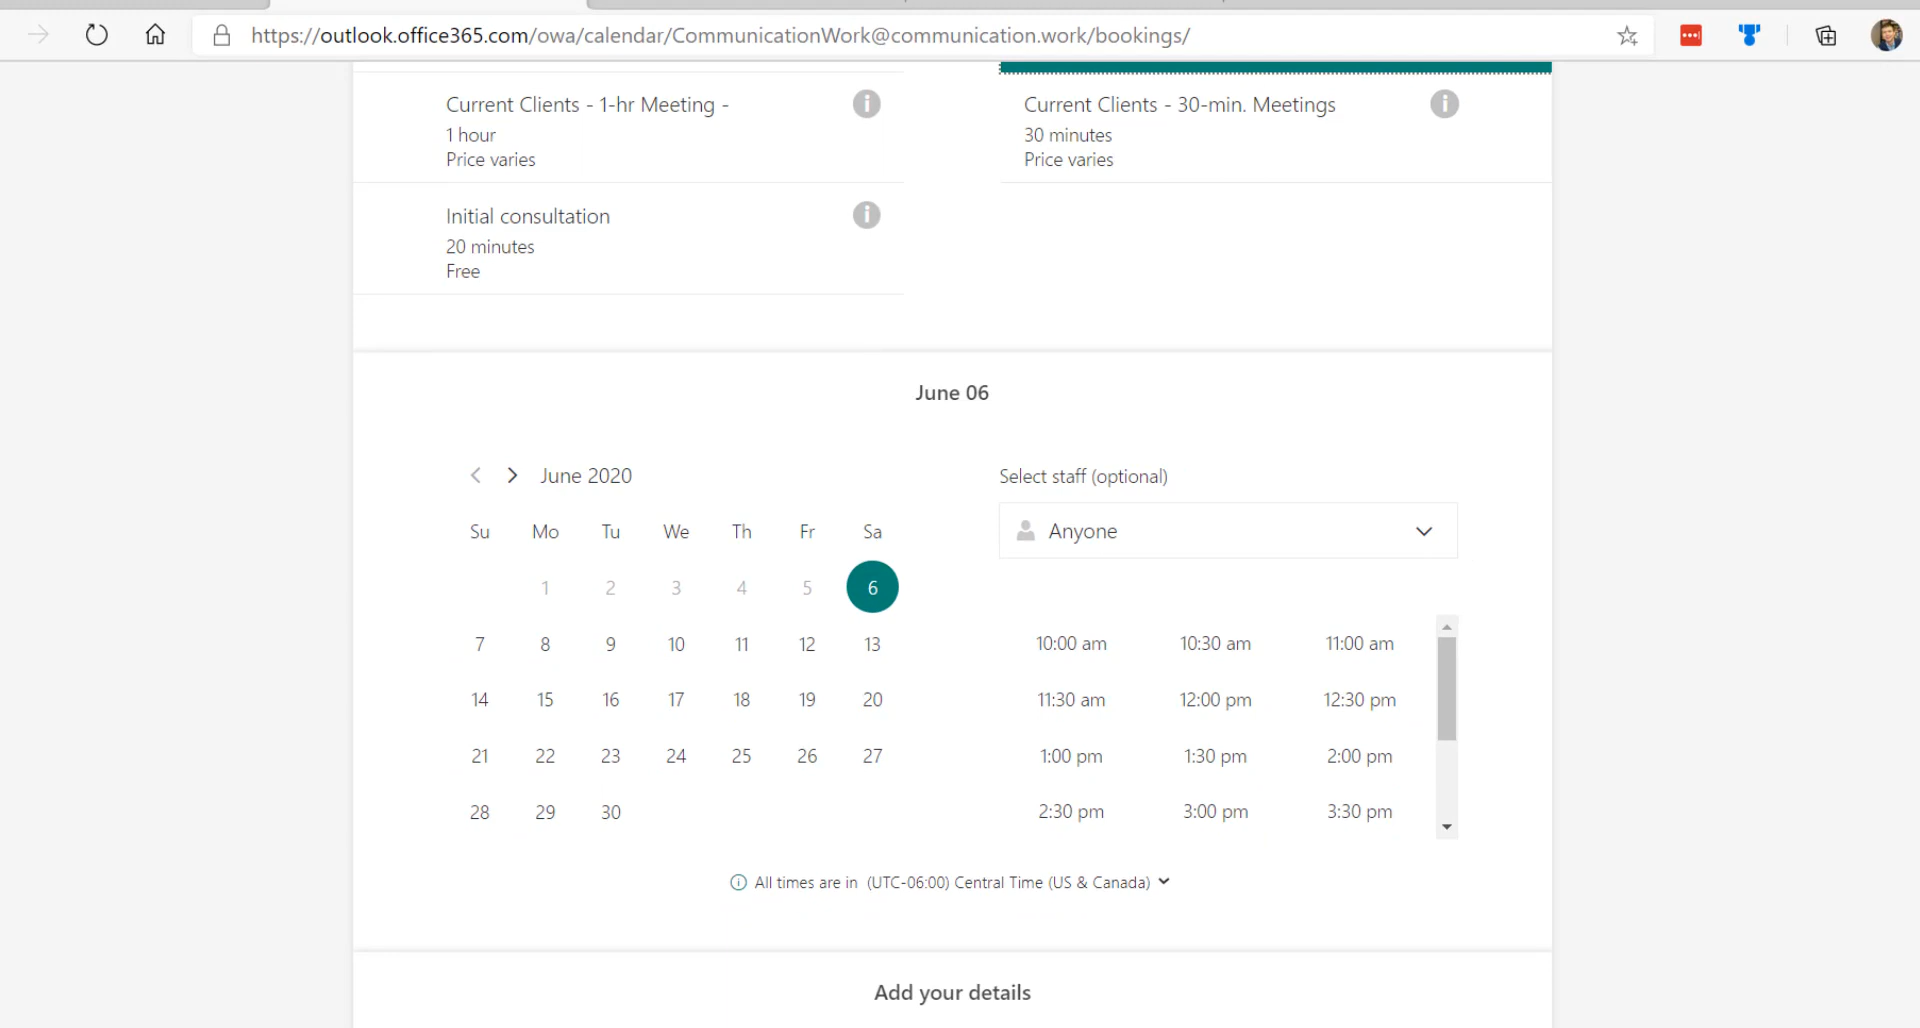 https://outlook.office365.com/owa/calendar/CommunicationWork@communication.work/bookings/
Current Clients - 1-hr Meeting -
1 hour
Price varies
Current Clients - 30-min. Meetings
30 minutes
Price varies
Initial consultation
20 minutes
Free
June 06
June 2020
Su Mo Tu We Th Fr Sa
1 2 3 4 5 6
7 8 9 10 11 12 13
14 15 16 17 18 19 20
21 22 23 24 25 26 27
28 29 30
Select staff (optional)
Anyone
10:00 am 10:30 am 11:00 am
11:30 am 12:00 pm 12:30 pm
1:00 pm 1:30 pm 2:00 pm
2:30 pm 3:00 pm 3:30 pm
All times are in (UTC-06:00) Central Time (US & Canada)
Add your details